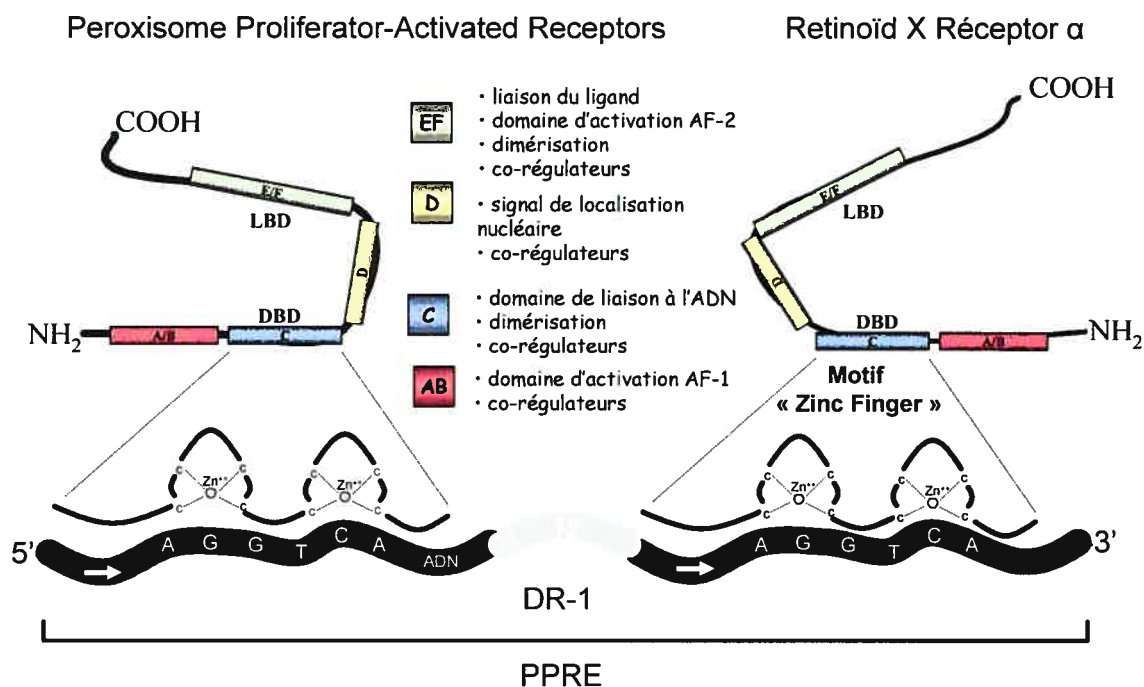 Peroxisome Proliferator-Activated Receptors
Retinoïd X Réceptor α
COOH
E/F
LBD
D
NH2
A/B
DBD
C
EF
• liaison du ligand
• domaine d'activation AF-2
• dimérisation
• co-régulateurs
D
• signal de localisation
nucléaire
• co-régulateurs
C
• domaine de liaison à l'ADN
• dimérisation
• co-régulateurs
AB
• domaine d'activation AF-1
• co-régulateurs
COOH
E/F
LBD
D
DBD
C
A/B
NH2
Motif
« Zinc Finger »
C C
Zn++
C C
C C
Zn++
C C
C C
Zn++
C C
C C
Zn++
C C
5' A G G T C A ADN
A G G T C A 3'
DR-1
PPRE